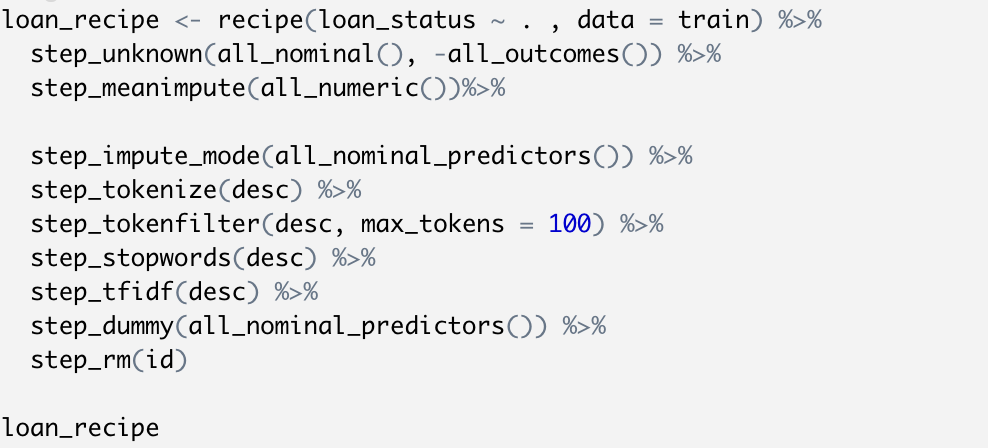 loan_recipe <- recipe(loan_status ~ . , data = train) %>%
  step_unknown(all_nominal(), -all_outcomes()) %>%
  step_meanimpute(all_numeric())%>%

  step_impute_mode(all_nominal_predictors()) %>%
  step_tokenize(desc) %>%
  step_tokenfilter(desc, max_tokens = 100) %>%
  step_stopwords(desc) %>%
  step_tfidf(desc) %>%
  step_dummy(all_nominal_predictors()) %>%
  step_rm(id)

loan_recipe